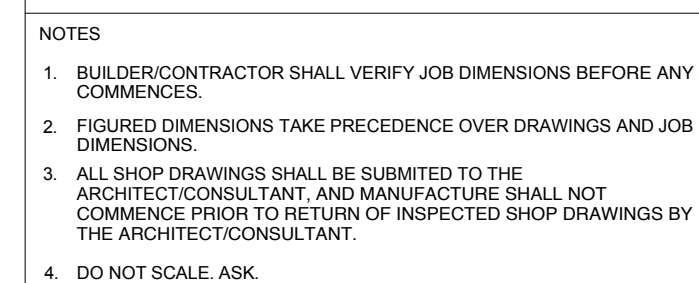 NOTES
1. BUILDER/CONTRACTOR SHALL VERIFY JOB DIMENSIONS BEFORE ANY
COMMENCES.
2. FIGURED DIMENSIONS TAKE PRECEDENCE OVER DRAWINGS AND JOB
DIMENSIONS.
3. ALL SHOP DRAWINGS SHALL BE SUBMITED TO THE
ARCHITECT/CONSULTANT, AND MANUFACTURE SHALL NOT
COMMENCE PRIOR TO RETURN OF INSPECTED SHOP DRAWINGS BY
THE ARCHITECT/CONSULTANT.
4. DO NOT SCALE. ASK.